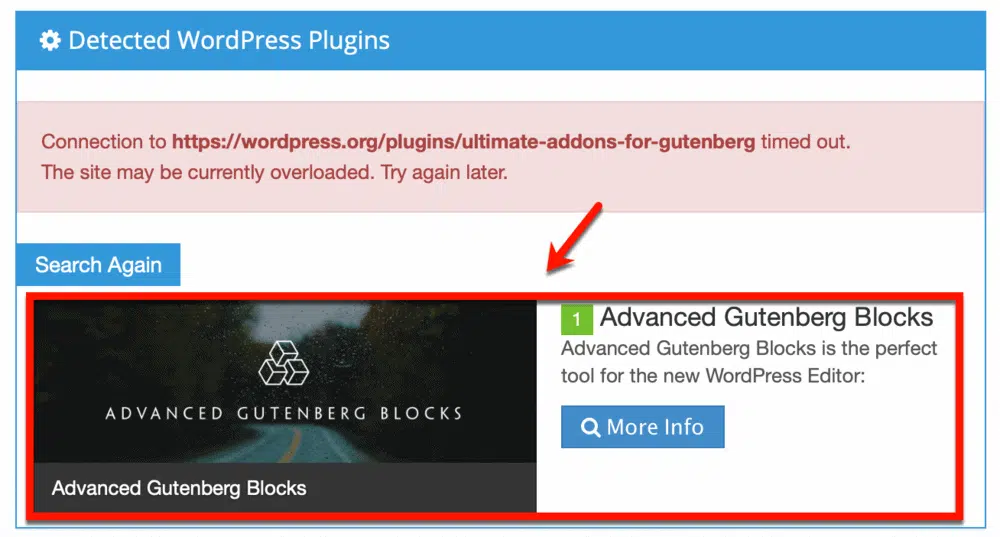 Detected WordPress Plugins
Connection to https://wordpress.org/plugins/ultimate-addons-for-gutenberg timed out.
The site may be currently overloaded. Try again later.
Search Again
ADVANCED GUTENBERG BLOCKS
Advanced Gutenberg Blocks
1 Advanced Gutenberg Blocks
Advanced Gutenberg Blocks is the perfect
tool for the new WordPress Editor:
More Info